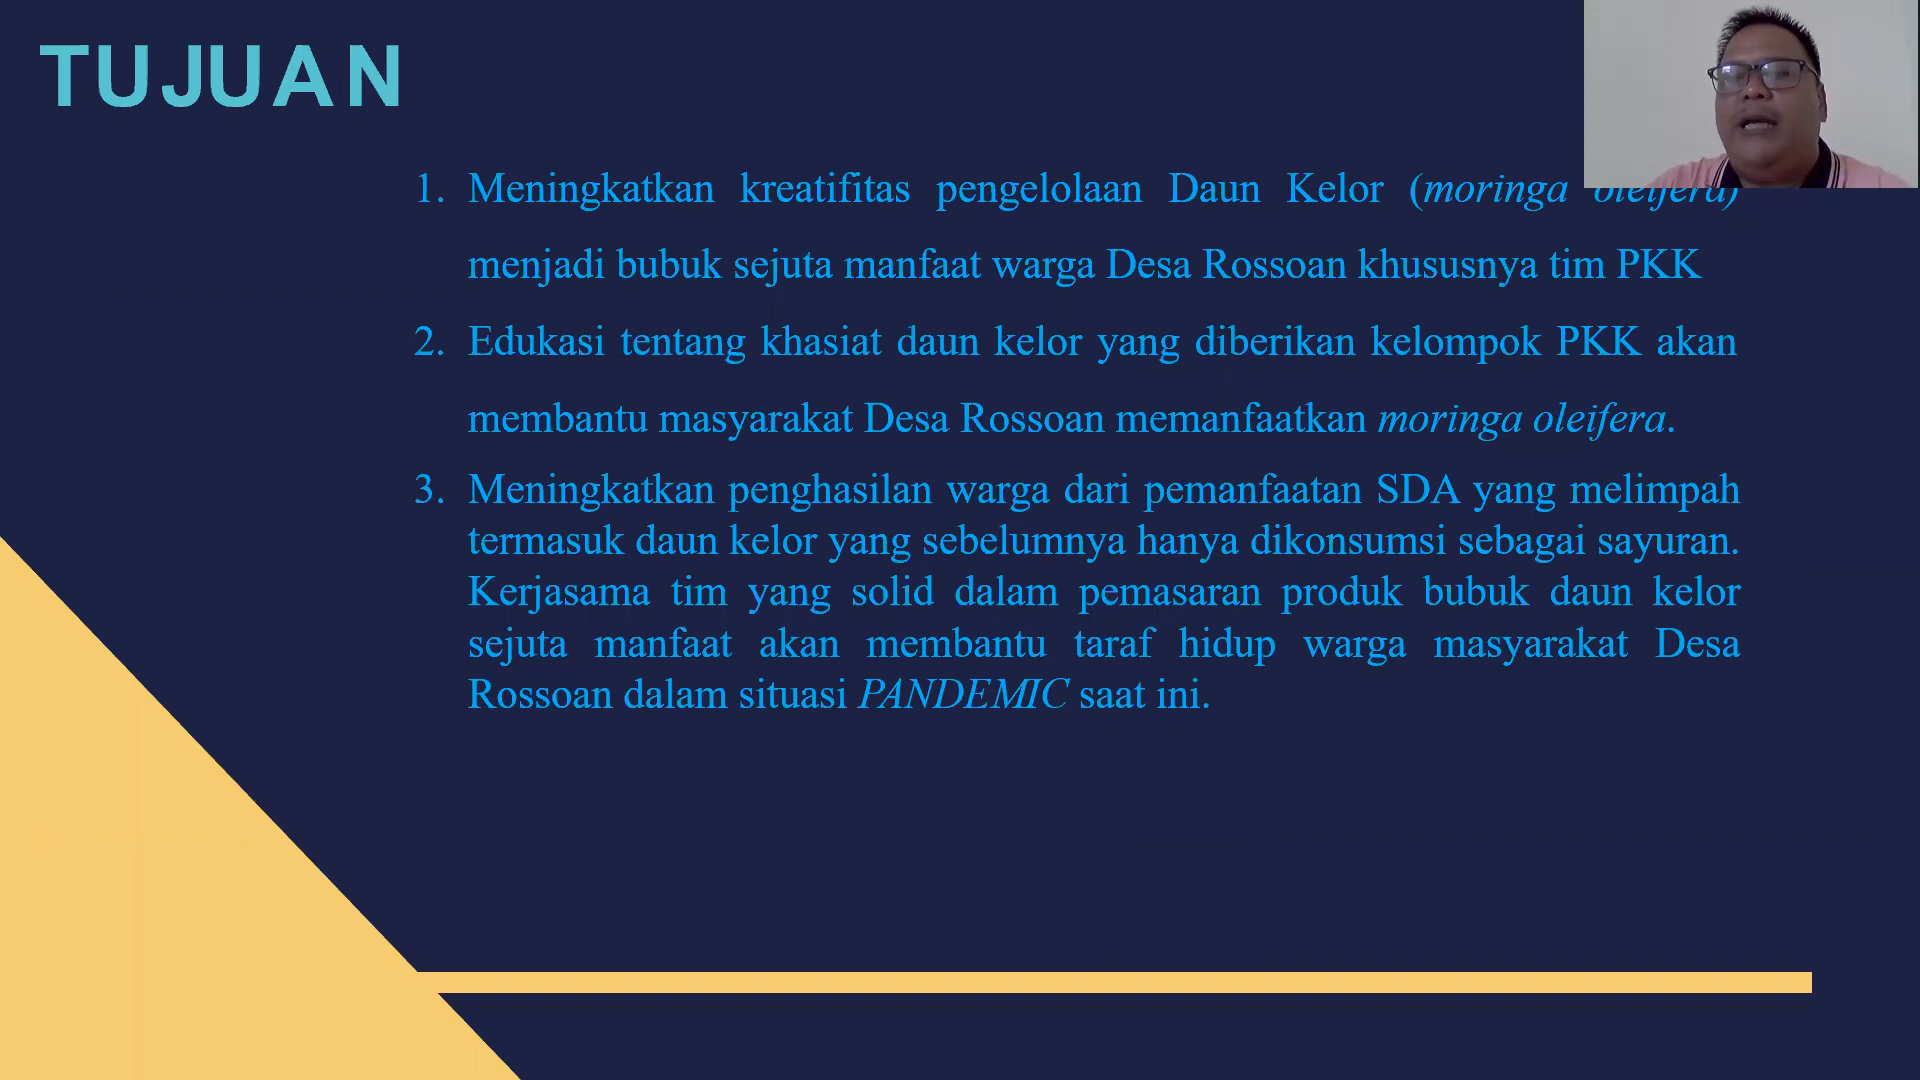 TUJUAN
1. Meningkatkan kreatifitas pengelolaan Daun Kelor (moringa oleifera)
menjadi bubuk sejuta manfaat warga Desa Rossoan khususnya tim PKK
2. Edukasi tentang khasiat daun kelor yang diberikan kelompok PKK akan
membantu masyarakat Desa Rossoan memanfaatkan moringa oleifera.
3. Meningkatkan penghasilan warga dari pemanfaatan SDA yang melimpah
termasuk daun kelor yang sebelumnya hanya dikonsumsi sebagai sayuran.
Kerjasama tim yang solid dalam pemasaran produk bubuk daun kelor
sejuta manfaat akan membantu taraf hidup warga masyarakat Desa
Rossoan dalam situasi PANDEMIC saat ini.